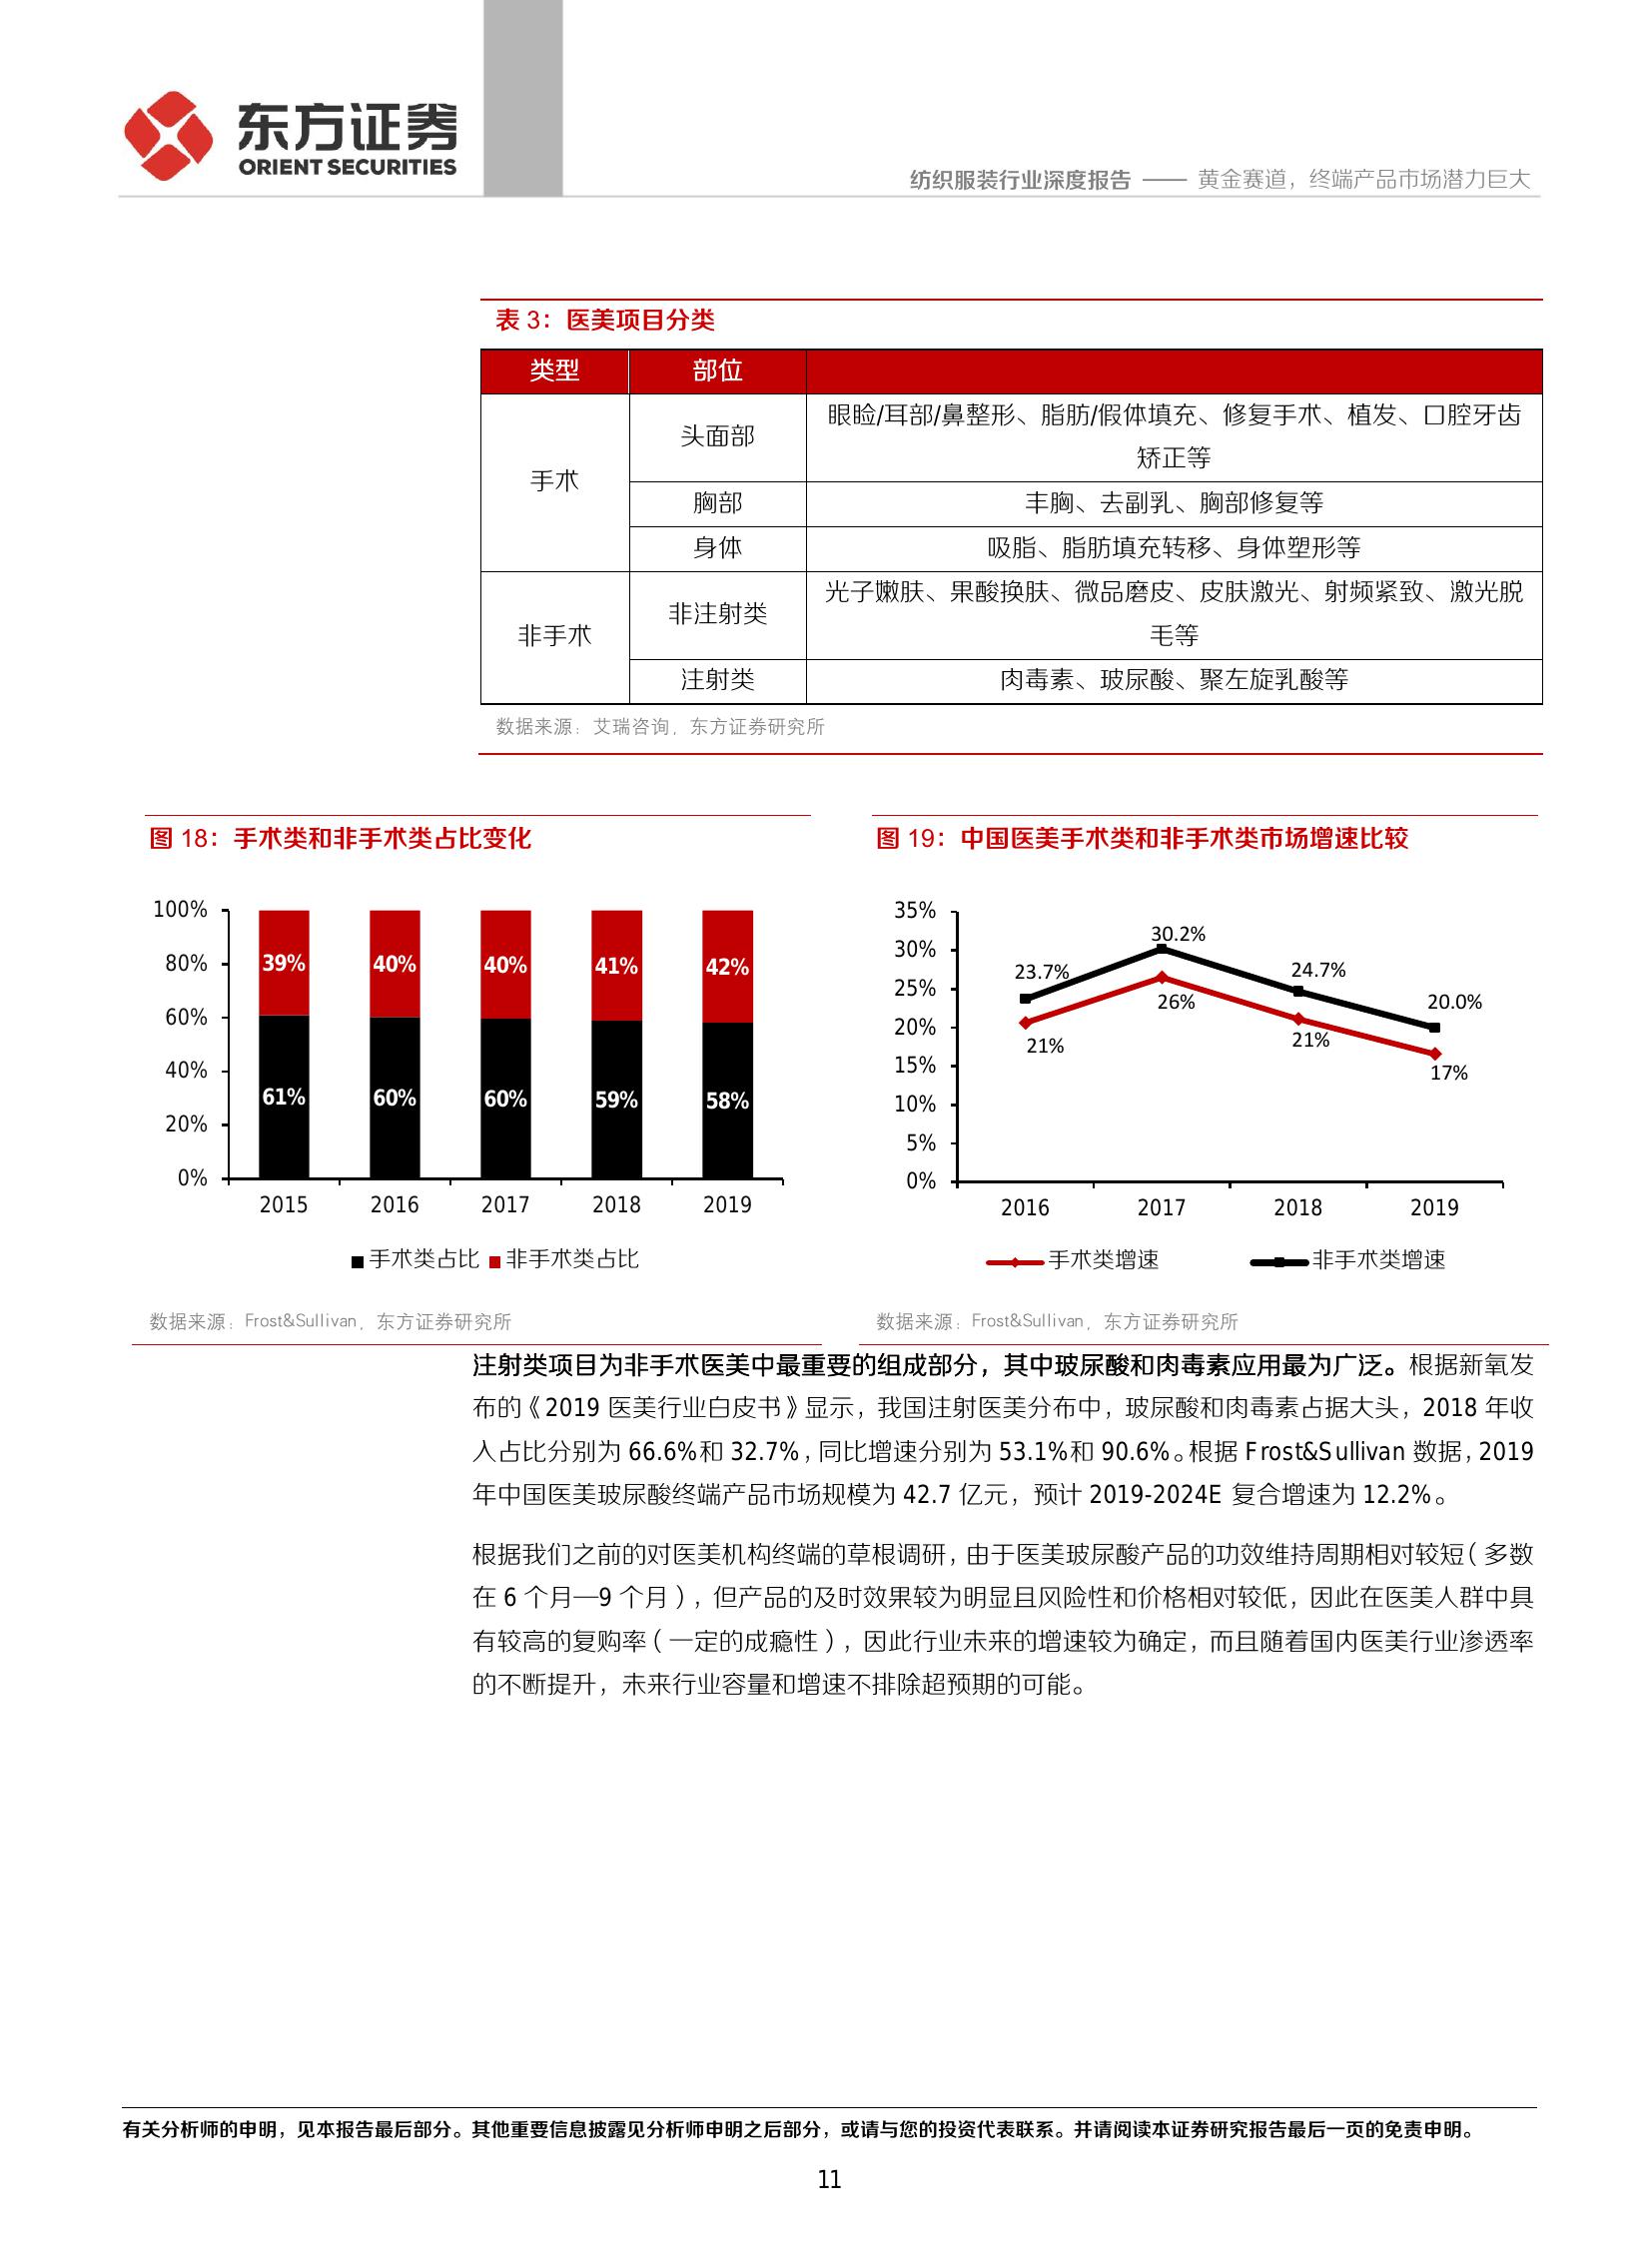 东方证券
ORIENT SECURITIES
纺织服装行业深度报告 —— 黄金赛道，终端产品市场潜力巨大
表 3：医美项目分类
类型 部位
手术
头面部
眼睑/耳部/鼻整形、脂肪/假体填充、修复手术、植发、口腔牙齿
矫正等
胸部 丰胸、去副乳、胸部修复等
身体 吸脂、脂肪填充转移、身体塑形等
非手术
非注射类
光子嫩肤、果酸换肤、微品磨皮、皮肤激光、射频紧致、激光脱
毛等
注射类 肉毒素、玻尿酸、聚左旋乳酸等
数据来源：艾瑞咨询，东方证券研究所
图 18：手术类和非手术类占比变化
100%
80%
60%
40%
20%
0%
39% 40% 40% 41% 42%
61% 60% 60% 59% 58%
2015 2016 2017 2018 2019
手术类占比 非手术类占比
数据来源：Frost&Sullivan，东方证券研究所
图 19：中国医美手术类和非手术类市场增速比较
35%
30%
25%
20%
15%
10%
5%
0%
23.7% 30.2% 24.7% 20.0%
21% 26% 21% 17%
2016 2017 2018 2019
手术类增速 非手术类增速
数据来源：Frost&Sullivan，东方证券研究所
注射类项目为非手术医美中最重要的组成部分，其中玻尿酸和肉毒素应用最为广泛。根据新氧发
布的《2019 医美行业白皮书》显示，我国注射医美分布中，玻尿酸和肉毒素占据大头，2018 年收
入占比分别为 66.6%和 32.7%，同比增速分别为 53.1%和 90.6%。根据 Frost&Sullivan 数据，2019
年中国医美玻尿酸终端产品市场规模为 42.7 亿元，预计 2019-2024E 复合增速为 12.2%。
根据我们之前的对医美机构终端的草根调研，由于医美玻尿酸产品的功效维持周期相对较短（多数
在 6 个月—9 个月），但产品的及时效果较为明显且风险性和价格相对较低，因此在医美人群中具
有较高的复购率（一定的成瘾性），因此行业未来的增速较为确定，而且随着国内医美行业渗透率
的不断提升，未来行业容量和增速不排除超预期的可能。
有关分析师的申明，见本报告最后部分。其他重要信息披露见分析师申明之后部分，或请与您的投资代表联系。并请阅读本证券研究报告最后一页的免责申明。
11